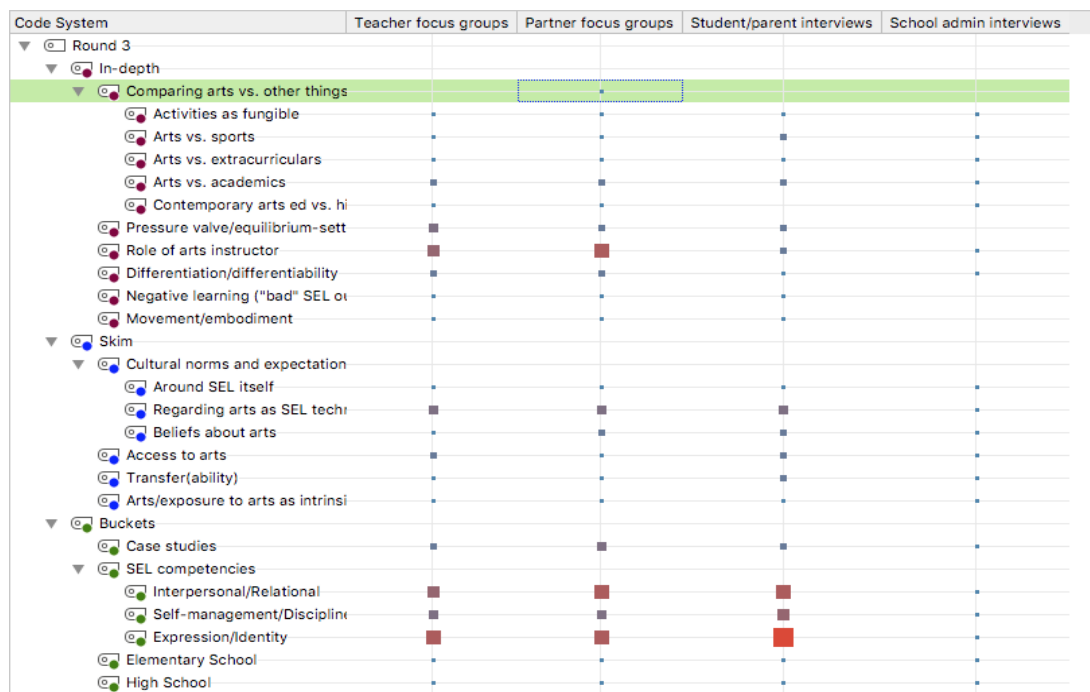 Code System Teacher focus groups Partner focus groups Student/parent interviews School admin interviews
Round 3
In-depth
Comparing arts vs. other things
Activities as fungible
Arts vs. sports
Arts vs. extracurriculars
Arts vs. academics
Contemporary arts ed vs. hi
Pressure valve/equilibrium-sett
Role of arts instructor
Differentiation/differentiability
Negative learning ("bad" SEL ou
Movement/embodiment
Skim
Cultural norms and expectation
Around SEL itself
Regarding arts as SEL techn
Beliefs about arts
Access to arts
Transfer(ability)
Arts/exposure to arts as intrinsi
Buckets
Case studies
SEL competencies
Interpersonal/Relational
Self-management/Discipline
Expression/Identity
Elementary School
High School